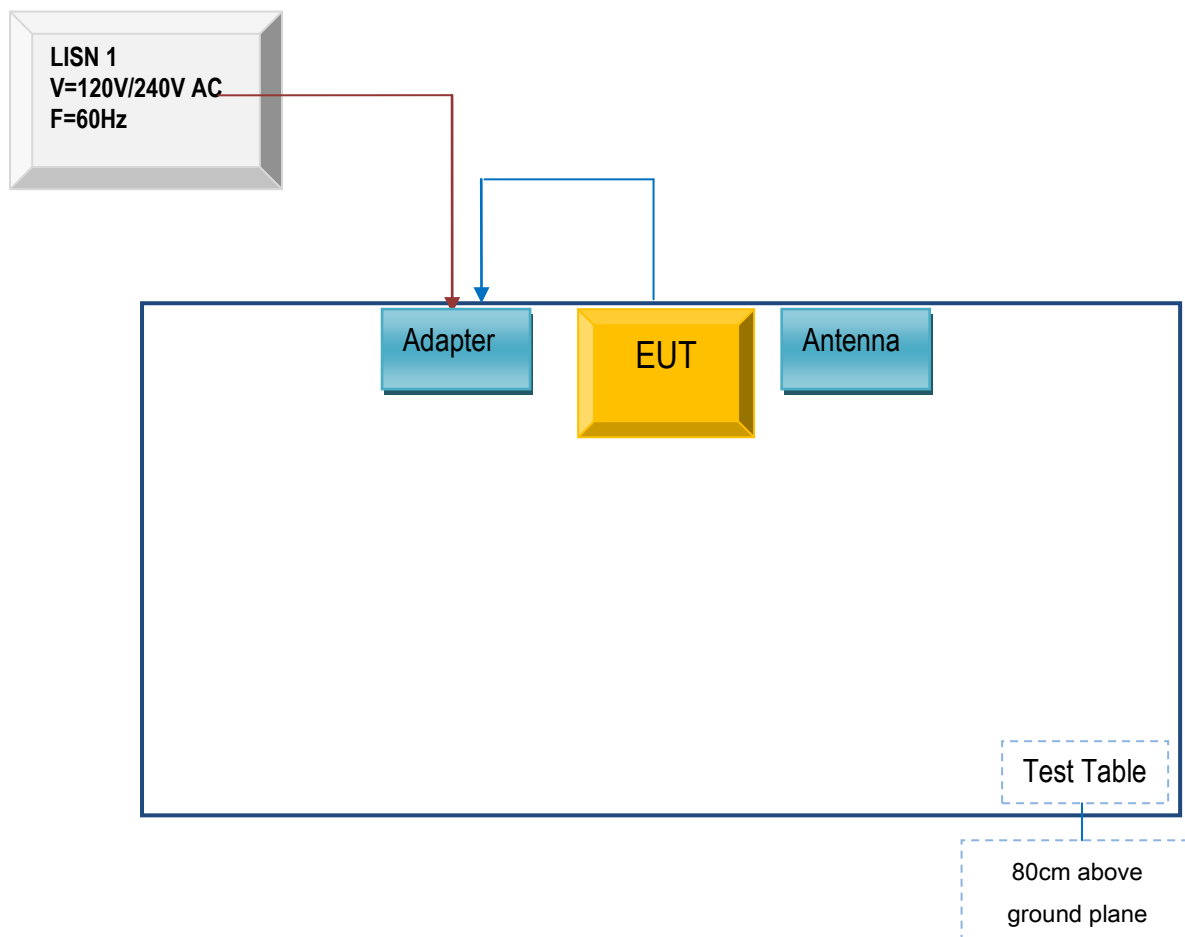 LISN 1
V=120V/240V AC
F=60Hz
Adapter
EUT
Antenna
Test Table
80cm above
ground plane